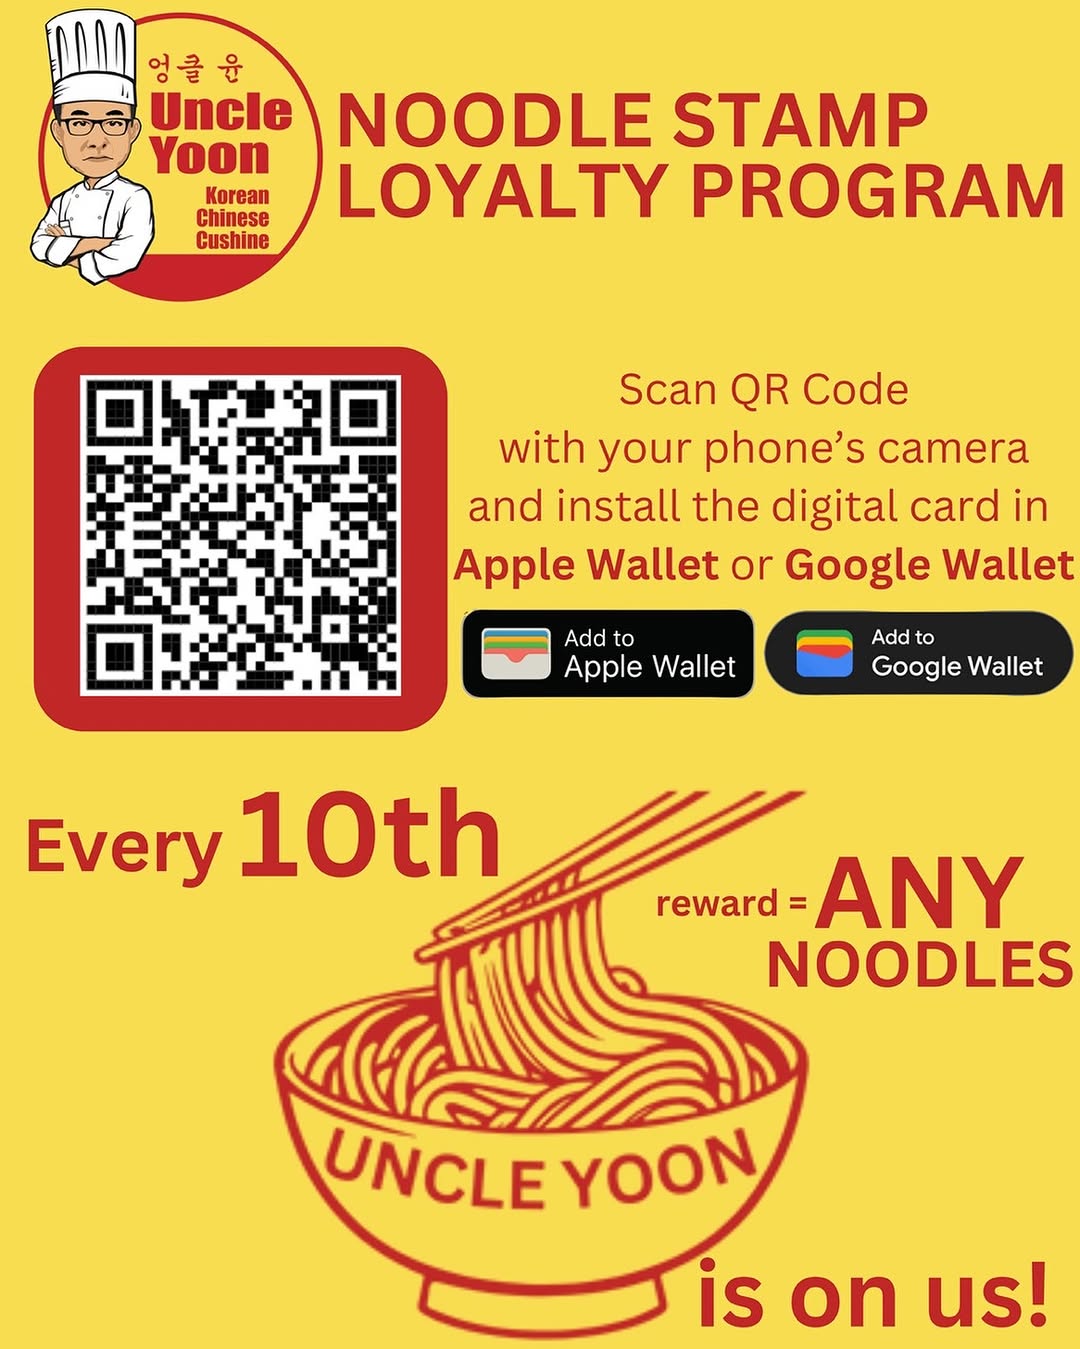 엉클 윤
Uncle
Yoon
Korean
Chinese
Cushine
NOODLE STAMP
LOYALTY PROGRAM
Scan QR Code
with your phone’s camera
and install the digital card in
Apple Wallet or Google Wallet
Add to
Apple Wallet
Add to
Google Wallet
Every 10th
reward = ANY
NOODLES
UNCLE YOON
is on us!